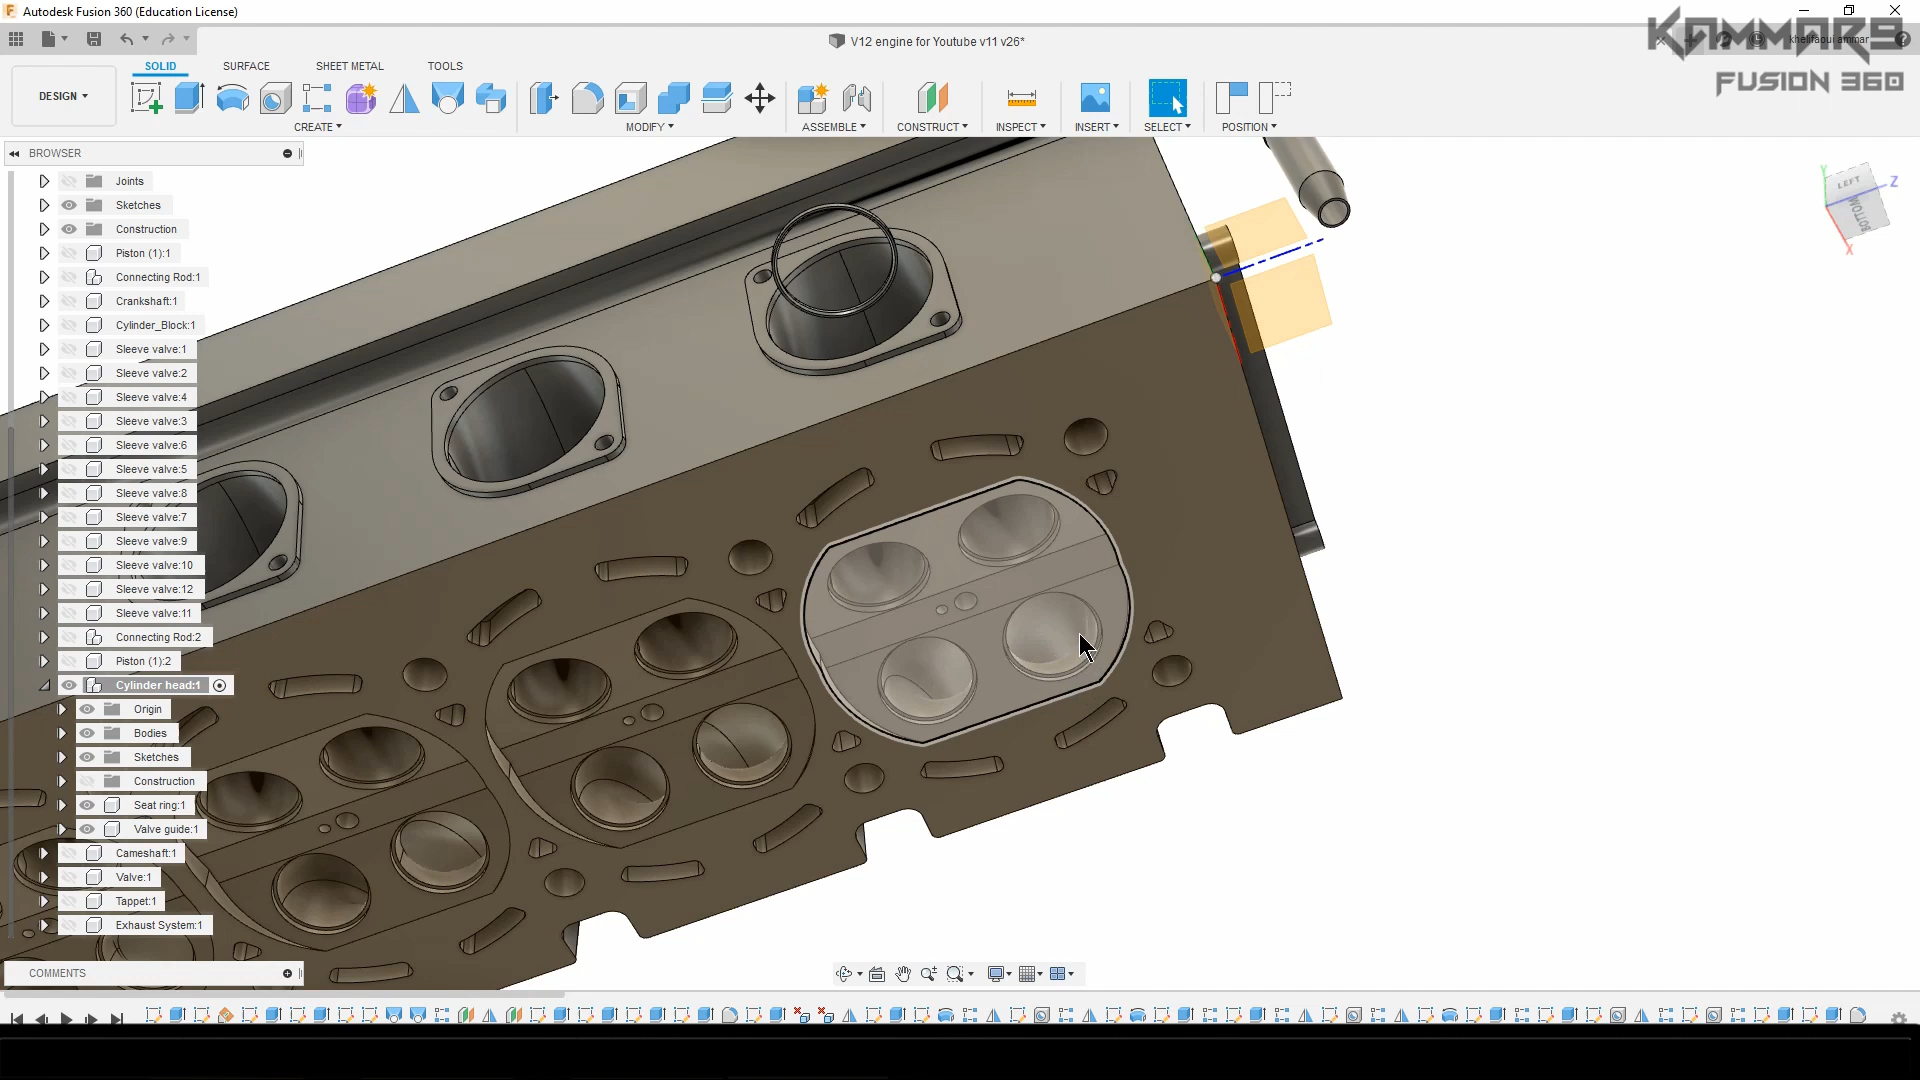 Autodesk Fusion 360 (Education License)
KAMMAR9
FUSION 360
V12 engine for Youtube v11 v26*
khelifaoui ammar
SOLID
SURFACE
SHEET METAL
TOOLS
DESIGN
CREATE
MODIFY
ASSEMBLE
CONSTRUCT
INSPECT
INSERT
SELECT
POSITION
BROWSER
Joints
Sketches
Construction
Piston (1):1
Connecting Rod:1
Crankshaft:1
Cylinder_Block:1
Sleeve valve:1
Sleeve valve:2
Sleeve valve:4
Sleeve valve:3
Sleeve valve:6
Sleeve valve:5
Sleeve valve:8
Sleeve valve:7
Sleeve valve:9
Sleeve valve:10
Sleeve valve:12
Sleeve valve:11
Connecting Rod:2
Piston (1):2
Cylinder head:1
Origin
Bodies
Sketches
Construction
Seat ring:1
Valve guide:1
Cameshaft:1
Valve:1
Tappet:1
Exhaust System:1
COMMENTS
LEFT
BOTTOM
Y
Z
X